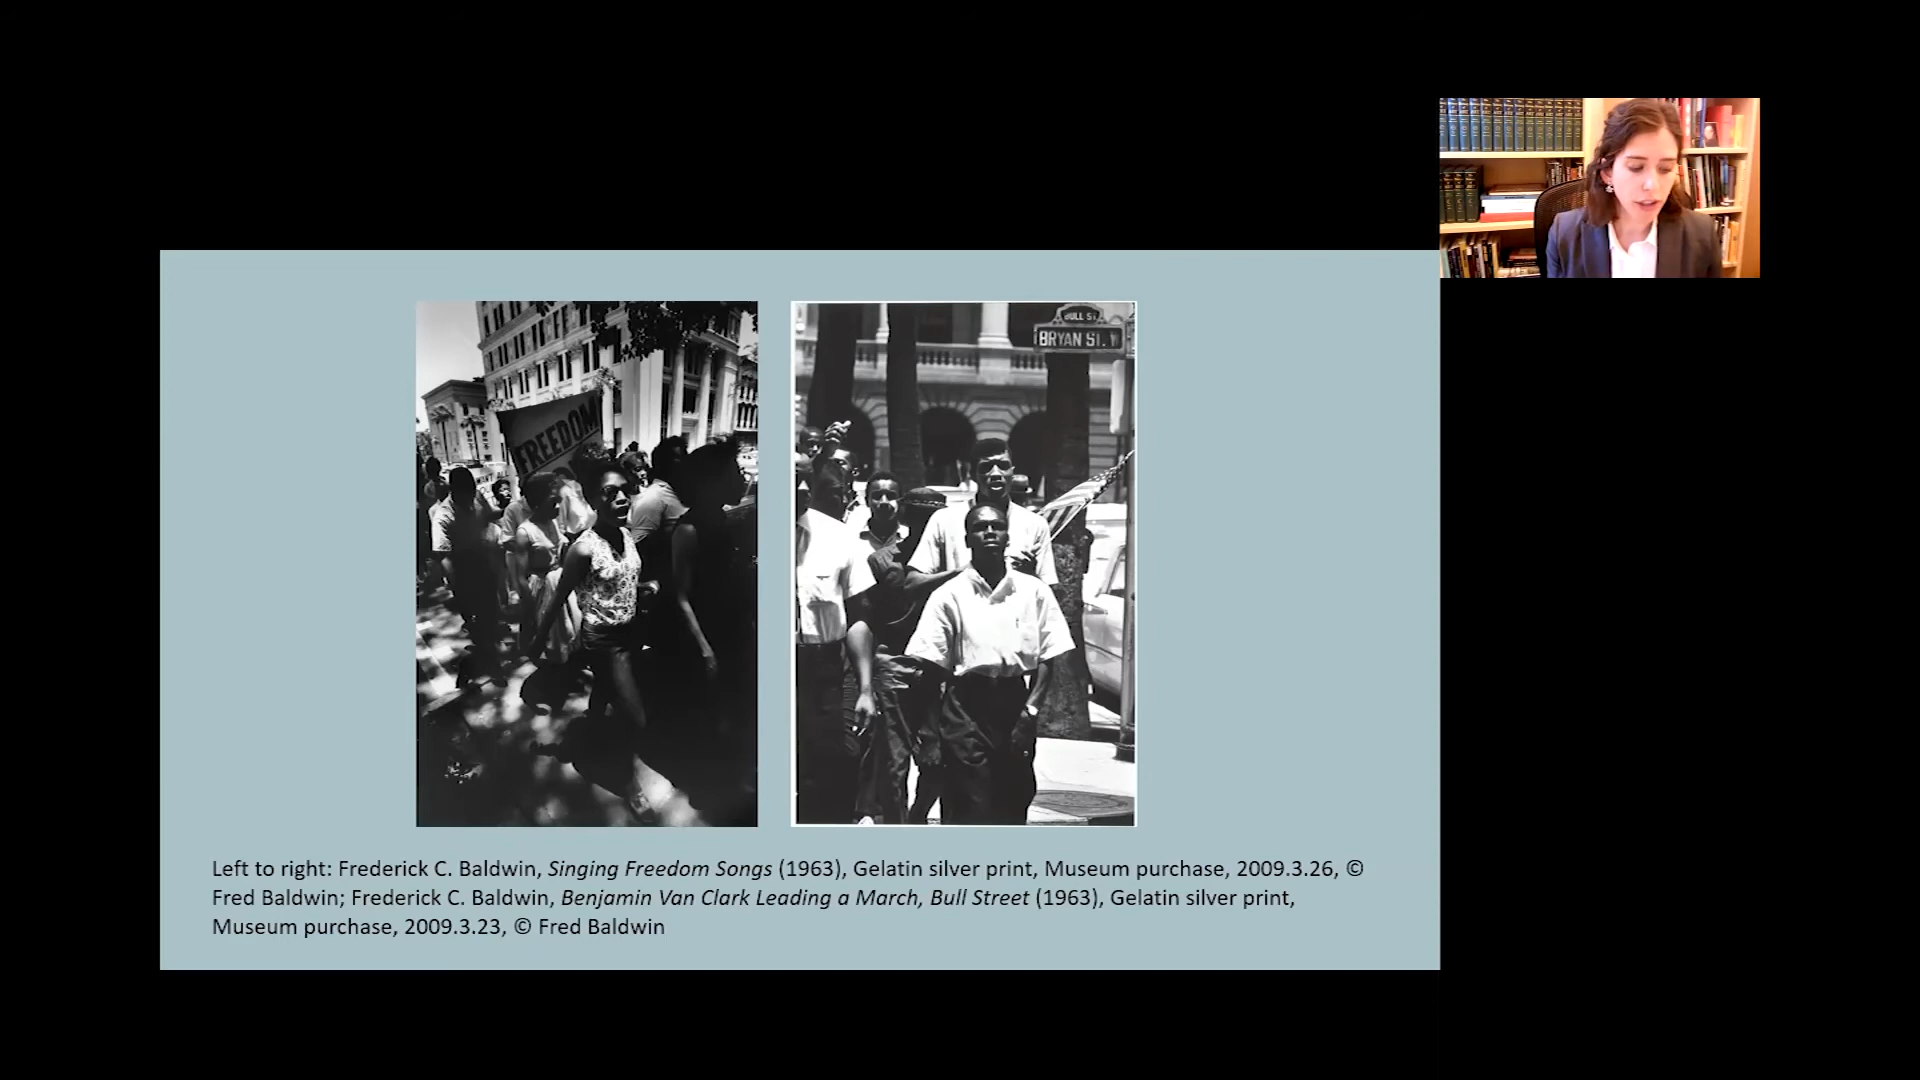 FREEDOM
BULL ST.
BRYAN ST. W
Left to right: Frederick C. Baldwin, Singing Freedom Songs (1963), Gelatin silver print, Museum purchase, 2009.3.26, ©
Fred Baldwin; Frederick C. Baldwin, Benjamin Van Clark Leading a March, Bull Street (1963), Gelatin silver print,
Museum purchase, 2009.3.23, © Fred Baldwin